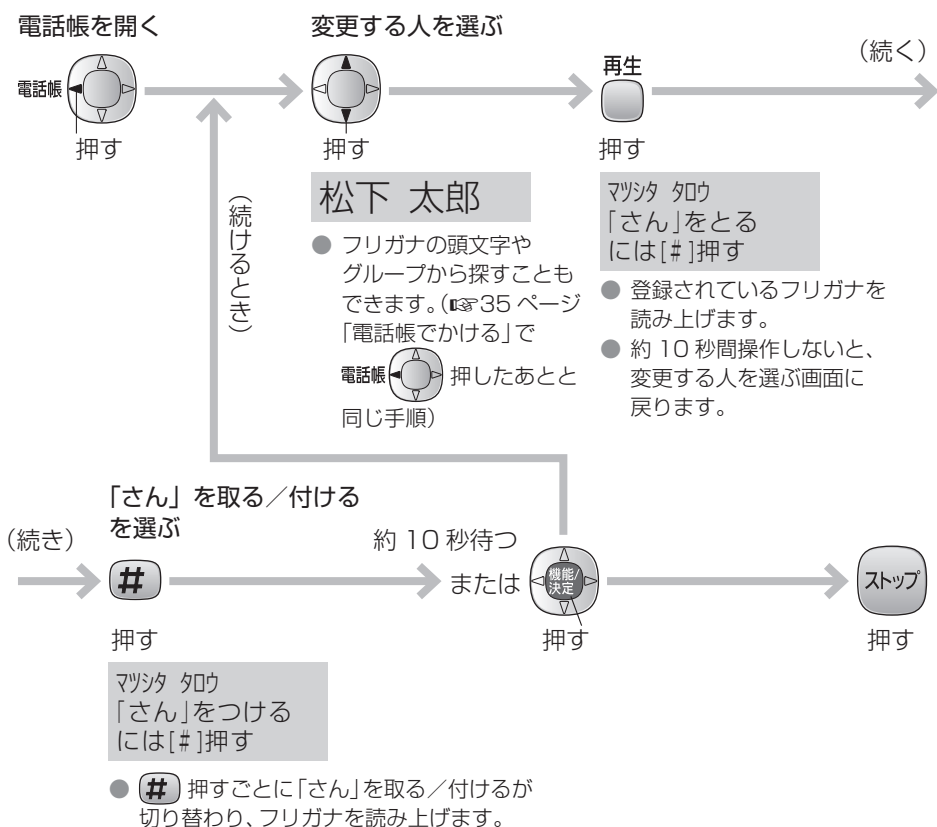 電話帳を開く
変更する人を選ぶ
電話帳
再生
（続く）
押す
押す
押す
（続けるとき）
松下 太郎
● フリガナの頭文字や
グループから探すことも
できます。（☞35 ページ
「電話帳でかける」で
電話帳 押したあとと
同じ手順）
ﾏﾂｼﾀ ﾀﾛｳ
「さん」をとる
には[#]押す
● 登録されているフリガナを
読み上げます。
● 約 10 秒間操作しないと、
変更する人を選ぶ画面に
戻ります。
「さん」を取る／付ける
を選ぶ
（続き）
#
約 10 秒待つ
または
機能/
決定
ストップ
押す
押す
押す
ﾏﾂｼﾀ ﾀﾛｳ
「さん」をつける
には[#]押す
● # 押すごとに「さん」を取る／付けるが
切り替わり、フリガナを読み上げます。